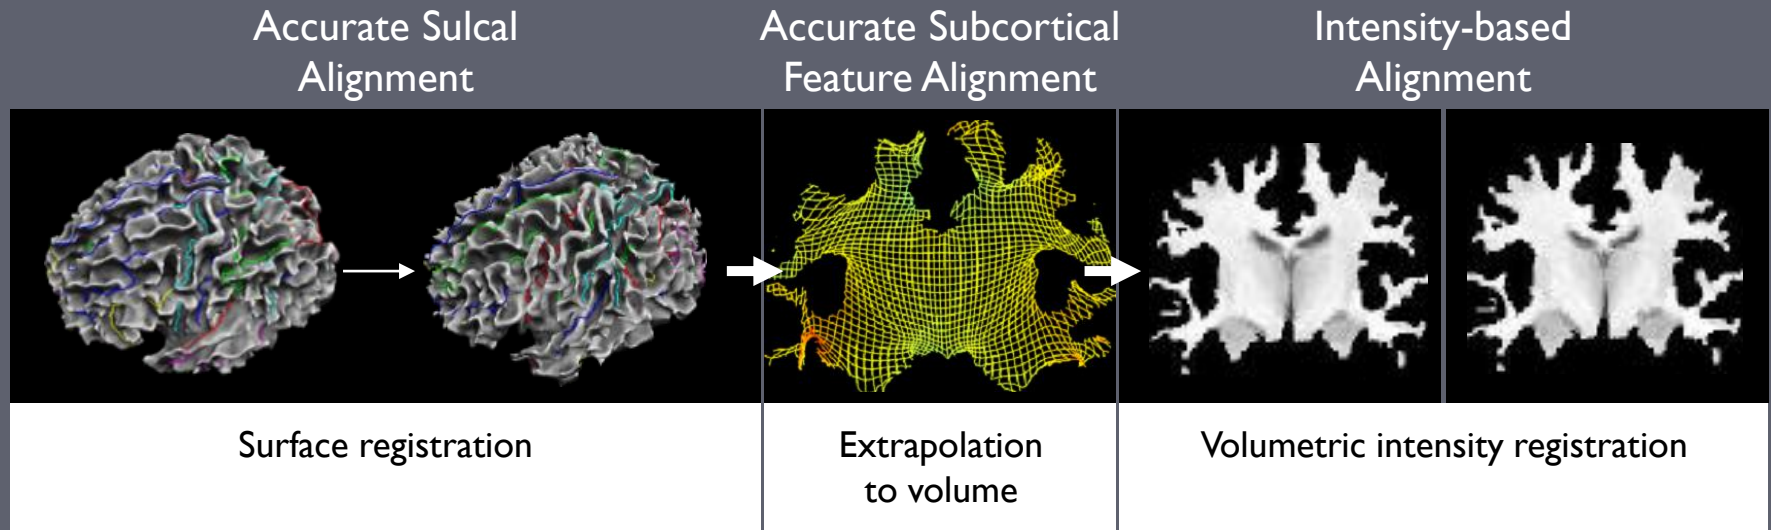 Accurate Sulcal
Alignment
Accurate Subcortical
Feature Alignment
Intensity-based
Alignment
Surface registration
Extrapolation
to volume
Volumetric intensity registration